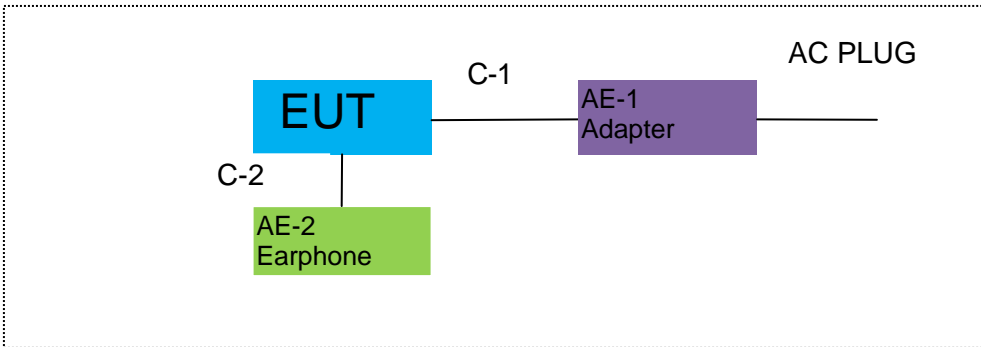 AC PLUG
C-1
EUT
AE-1
Adapter
C-2
AE-2
Earphone